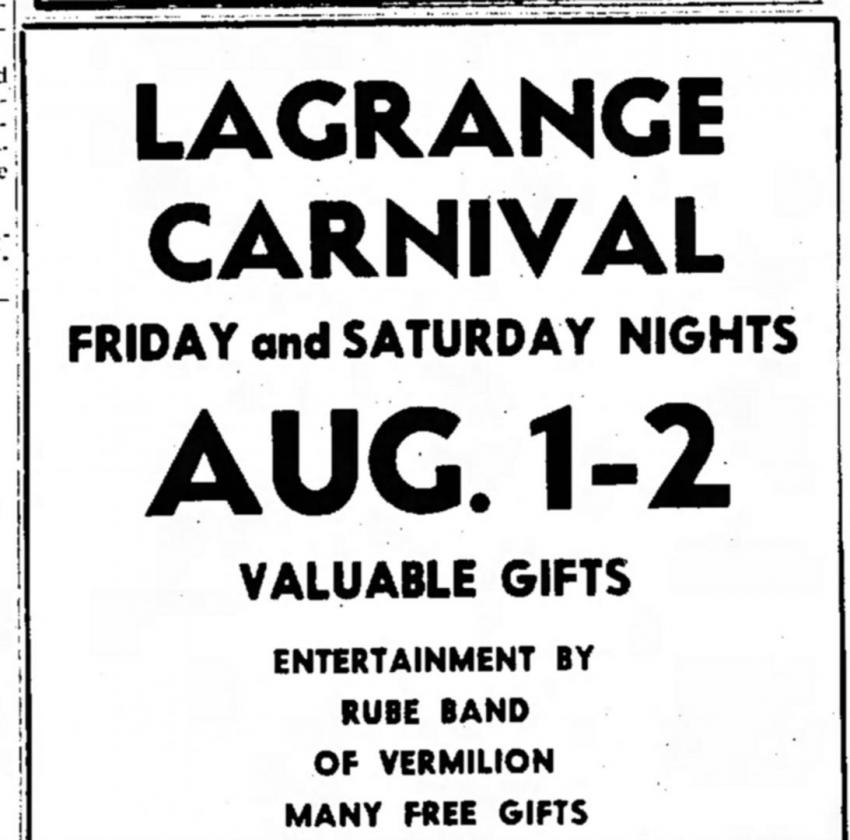 LAGRANGE
CARNIVAL
FRIDAY and SATURDAY NIGHTS
AUG. 1-2
VALUABLE GIFTS
ENTERTAINMENT BY
RUBE BAND
OF VERMILION
MANY FREE GIFTS